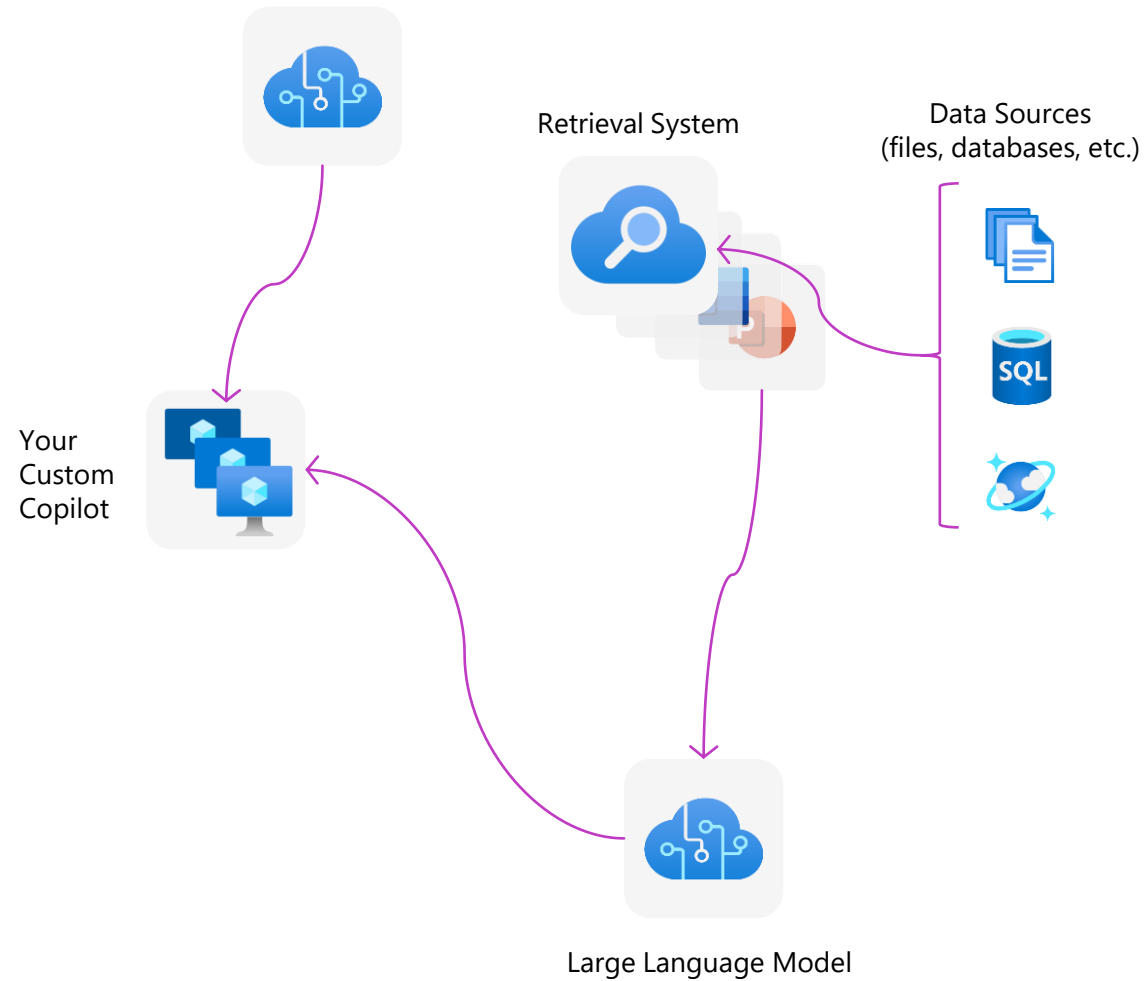 Retrieval System
Data Sources
(files, databases, etc.)
SQL
Your
Custom
Copilot
Large Language Model